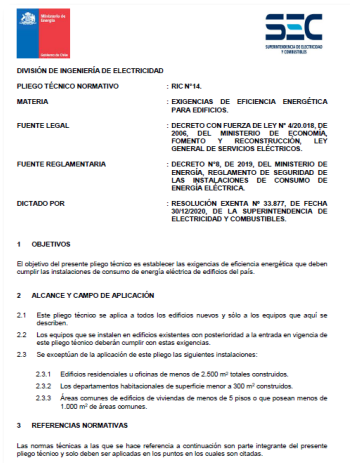 Ministerio de
Energía
Gobierno de Chile
SEC
SUPERINTENDENCIA DE ELECTRICIDAD
Y COMBUSTIBLES
DIVISIÓN DE INGENIERÍA DE ELECTRICIDAD
PLIEGO TÉCNICO NORMATIVO : RIC N°14.
MATERIA : EXIGENCIAS DE EFICIENCIA ENERGÉTICA
PARA EDIFICIOS.
FUENTE LEGAL : DECRETO CON FUERZA DE LEY N° 4/20.018, DE
2006, DEL MINISTERIO DE ECONOMÍA,
FOMENTO Y RECONSTRUCCIÓN, LEY
GENERAL DE SERVICIOS ELÉCTRICOS.
FUENTE REGLAMENTARIA : DECRETO N°8, DE 2019, DEL MINISTERIO DE
ENERGÍA, REGLAMENTO DE SEGURIDAD DE
LAS INSTALACIONES DE CONSUMO DE
ENERGÍA ELÉCTRICA.
DICTADO POR : RESOLUCIÓN EXENTA N° 33.877, DE FECHA
30/12/2020, DE LA SUPERINTENDENCIA DE
ELECTRICIDAD Y COMBUSTIBLES.
1 OBJETIVOS
El objetivo del presente pliego técnico es establecer las exigencias de eficiencia energética que deben
cumplir las instalaciones de consumo de energía eléctrica de edificios del país.
2 ALCANCE Y CAMPO DE APLICACIÓN
2.1 Este pliego técnico se aplica a todos los edificios nuevos y sólo a los equipos que aquí se
describen.
2.2 Los equipos que se instalen en edificios existentes con posterioridad a la entrada en vigencia de
este pliego técnico deberán cumplir con estas exigencias.
2.3 Se exceptúan de la aplicación de este pliego las siguientes instalaciones:
2.3.1 Edificios residenciales u oficinas de menos de 2.500 m² totales construidos.
2.3.2 Los departamentos habitacionales de superficie menor a 300 m² construidos.
2.3.3 Áreas comunes de edificios de viviendas de menos de 5 pisos o que posean menos de
1.000 m² de áreas comunes.
3 REFERENCIAS NORMATIVAS
Las normas técnicas a las que se hace referencia a continuación son parte integrante del presente
pliego técnico y solo deben ser aplicadas en los puntos en los cuales son citadas.